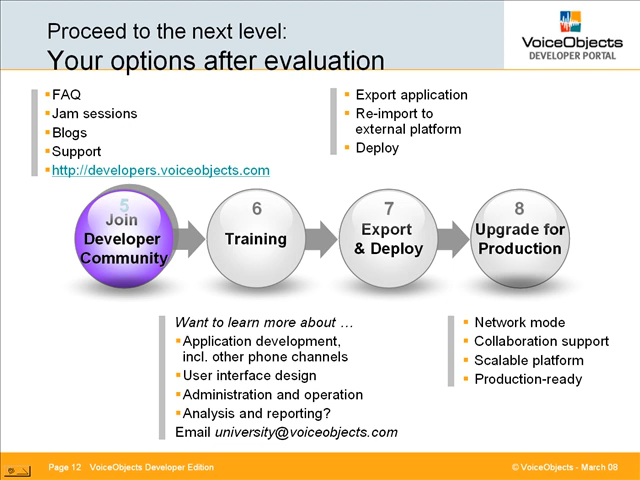 Proceed to the next level:
Your options after evaluation
VoiceObjects
DEVELOPER PORTAL
FAQ
Jam sessions
Blogs
Support
http://developers.voiceobjects.com
Export application
Re-import to
external platform
Deploy
5
Join
Developer
Community
6
Training
7
Export
& Deploy
8
Upgrade for
Production
Want to learn more about …
Application development,
incl. other phone channels
User interface design
Administration and operation
Analysis and reporting?
Email university@voiceobjects.com
Network mode
Collaboration support
Scalable platform
Production-ready
Page 12 VoiceObjects Developer Edition
© VoiceObjects - March 08